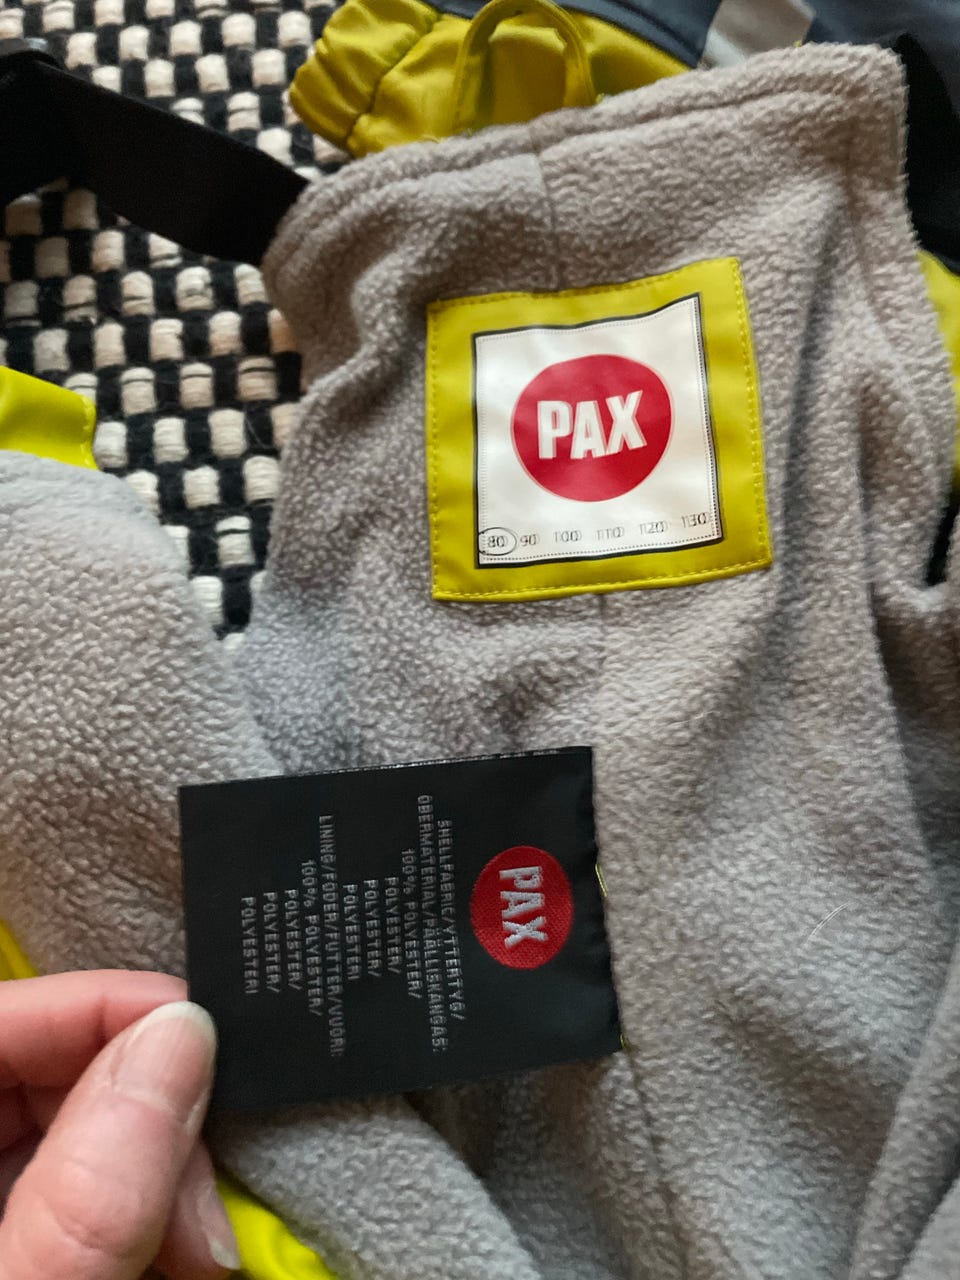 PAX
80 90 100 110 120 130
PAX
SHELLFABRIC/YTTERTYG/
OBERMATERIAL/PÄÄLLISKANGAS:
100% POLYESTER/
POLYESTER/
POLYESTER/
POLYESTERI
LINING/FODER/FUTTER/VUORI:
100% POLYESTER/
POLYESTER/
POLYESTER/
POLYESTERI